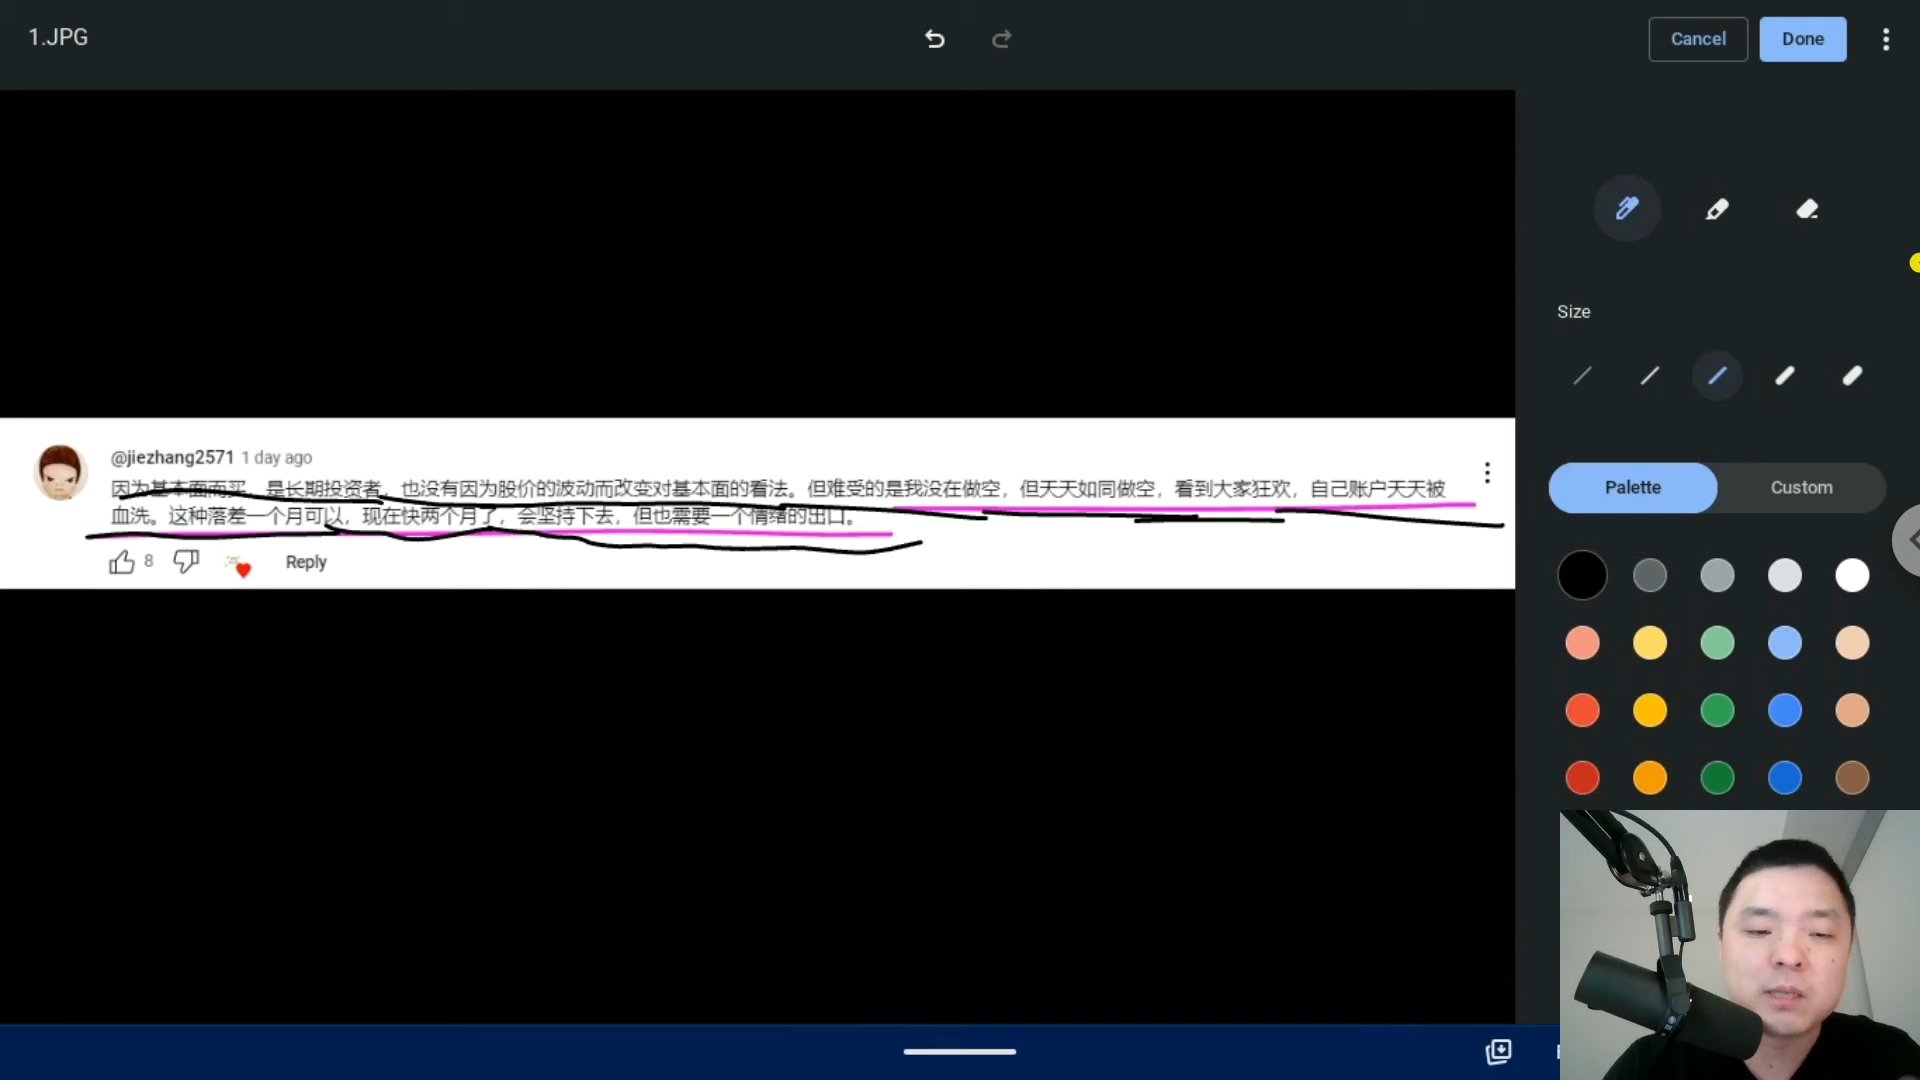 1.JPG
Cancel
Done
Size
Palette
Custom
@jiezhang2571 1 day ago
因为基本面而买，是长期投资者，也没有因为股价的波动而改变对基本面的看法。但难受的是我没在做空，但天天如同做空，看到大家狂欢，自己账户天天被
血洗。这种落差一个月可以，现在快两个月了，会坚持下去，但也需要一个情绪的出口。
8
Reply